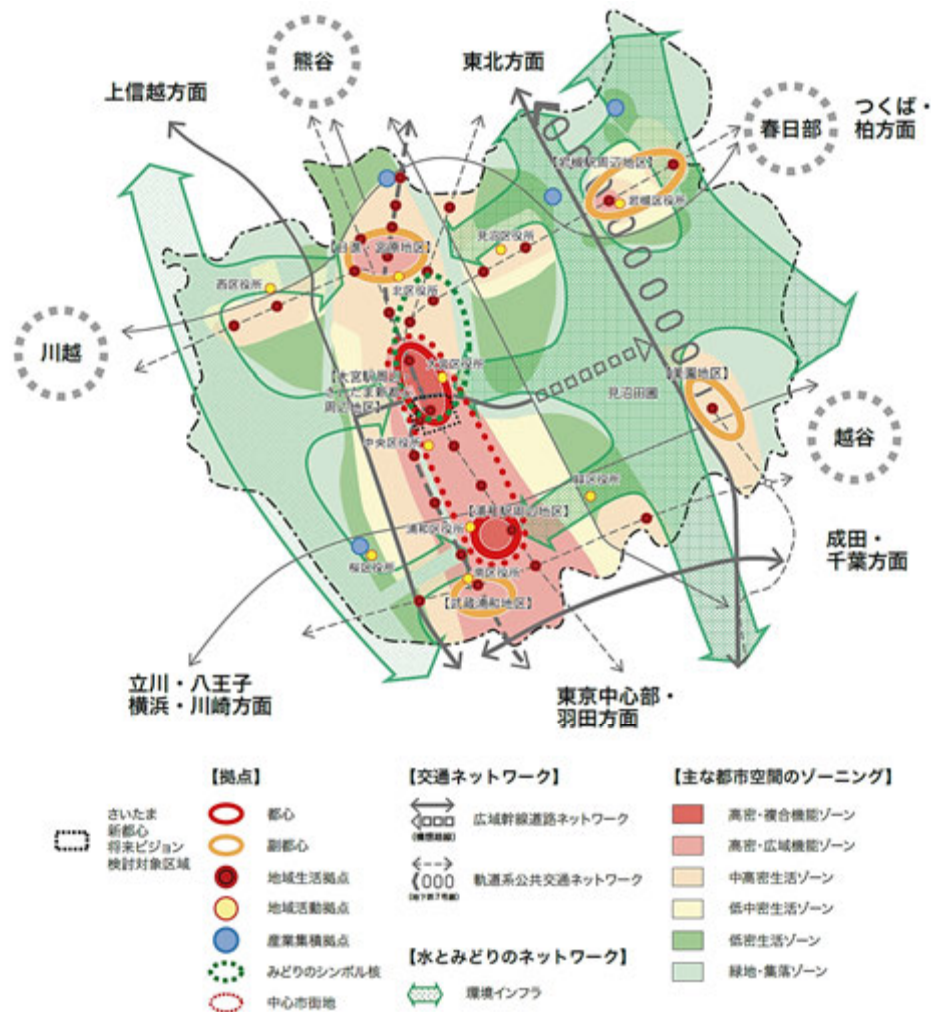 熊谷
東北方面
上信越方面
春日部
つくば・
柏方面
【岩槻駅周辺地区】
岩槻区役所
見沼区役所
【日進・宮原地区】
西区役所
北区役所
川越
大宮区役所
【大宮駅周辺・
さいたま新都心
周辺地区】
【美園地区】
見沼田圃
中央区役所
越谷
緑区役所
【浦和駅周辺地区】
浦和区役所
桜区役所
南区役所
【武蔵浦和地区】
成田・
千葉方面
立川・八王子
横浜・川崎方面
東京中心部・
羽田方面
さいたま
新都心
将来ビジョン
検討対象区域
【拠点】
都心
副都心
地域生活拠点
地域活動拠点
産業集積拠点
みどりのシンボル核
中心市街地
【交通ネットワーク】
広域幹線道路ネットワーク
(構想路線)
軌道系公共交通ネットワーク
(地下鉄7号線)
【水とみどりのネットワーク】
環境インフラ
【主な都市空間のゾーニング】
高密・複合機能ゾーン
高密・広域機能ゾーン
中高密生活ゾーン
低中密生活ゾーン
低密生活ゾーン
緑地・集落ゾーン